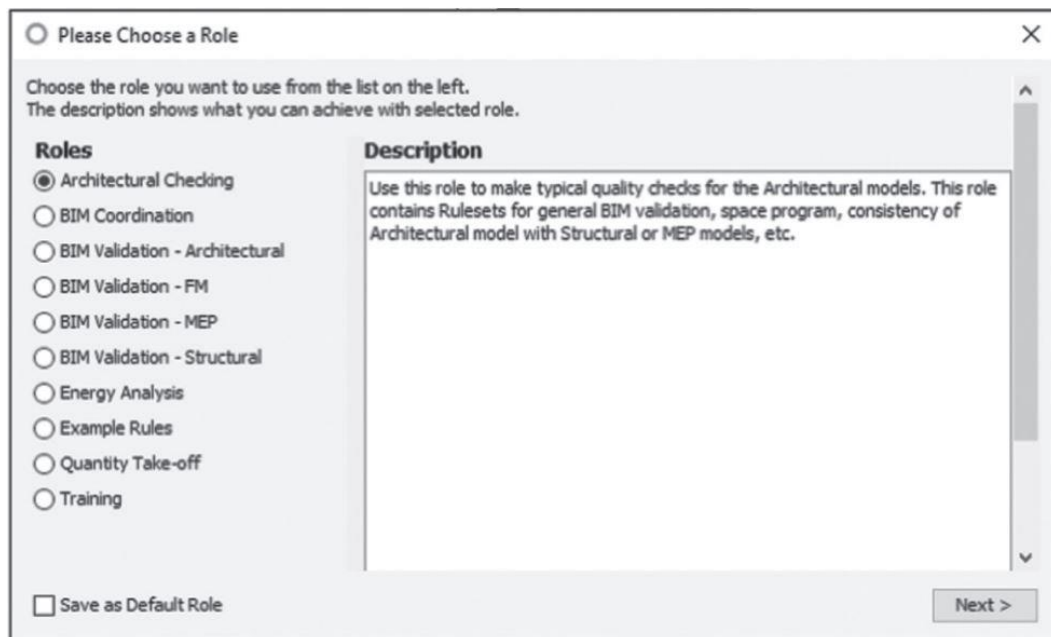 Please Choose a Role
Choose the role you want to use from the list on the left.
The description shows what you can achieve with selected role.
Roles
Architectural Checking
BIM Coordination
BIM Validation - Architectural
BIM Validation - FM
BIM Validation - MEP
BIM Validation - Structural
Energy Analysis
Example Rules
Quantity Take-off
Training
Description
Use this role to make typical quality checks for the Architectural models. This role
contains Rulesets for general BIM validation, space program, consistency of
Architectural model with Structural or MEP models, etc.
Save as Default Role
Next >